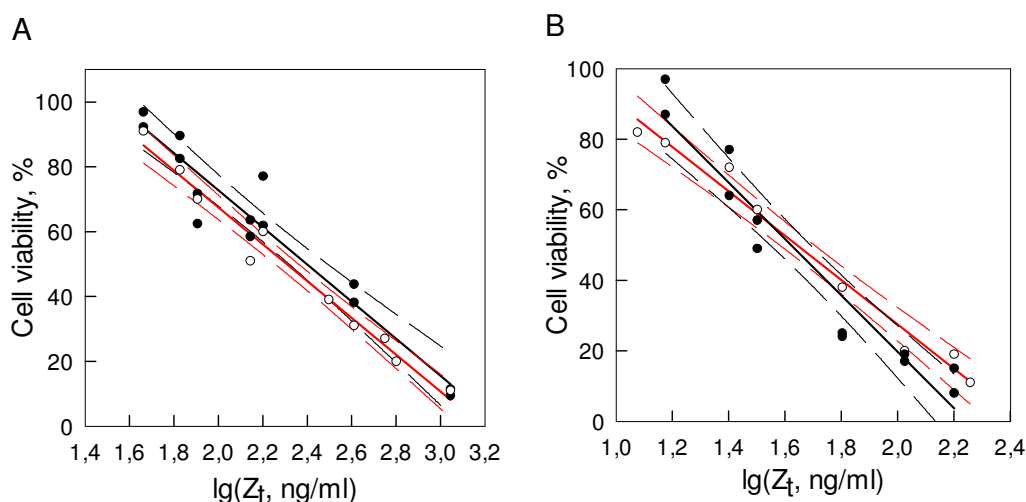 A
B
Cell viability, %
100
80
60
40
20
0
1,4 1,6 1,8 2,0 2,2 2,4 2,6 2,8 3,0 3,2
lg(Zt, ng/ml)
Cell viability, %
100
80
60
40
20
0
1,0 1,2 1,4 1,6 1,8 2,0 2,2 2,4
lg(Zt, ng/ml)